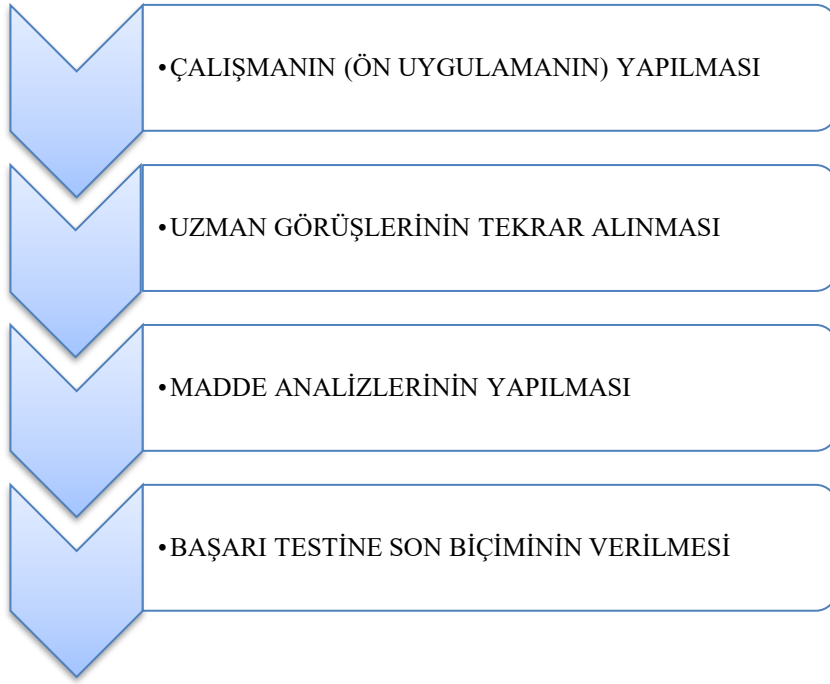 •ÇALIŞMANIN (ÖN UYGULAMANIN) YAPILMASI
•UZMAN GÖRÜŞLERİNİN TEKRAR ALINMASI
•MADDE ANALİZLERİNİN YAPILMASI
•BAŞARI TESTİNE SON BİÇİMİNİN VERİLMESİ